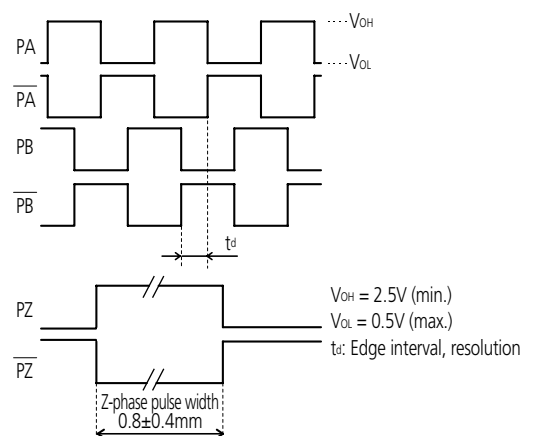 PA
VOH
VOL
PA
PB
PB
td
PZ
VOH = 2.5V (min.)
VOL = 0.5V (max.)
td: Edge interval, resolution
PZ
Z-phase pulse width
0.8±0.4mm